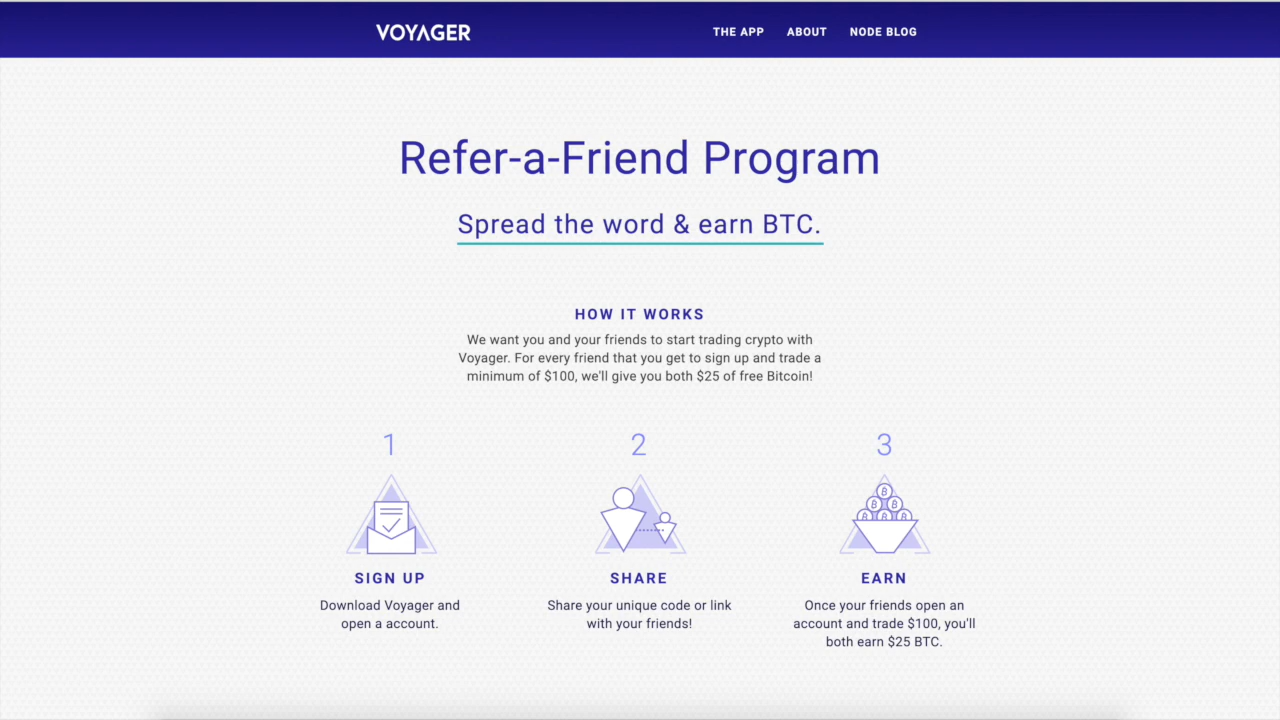 VOYAGER
THE APP
ABOUT
NODE BLOG
Refer-a-Friend Program
Spread the word & earn BTC.
HOW IT WORKS
We want you and your friends to start trading crypto with
Voyager. For every friend that you get to sign up and trade a
minimum of $100, we'll give you both $25 of free Bitcoin!
1
SIGN UP
Download Voyager and
open a account.
2
SHARE
Share your unique code or link
with your friends!
3
EARN
Once your friends open an
account and trade $100, you'll
both earn $25 BTC.